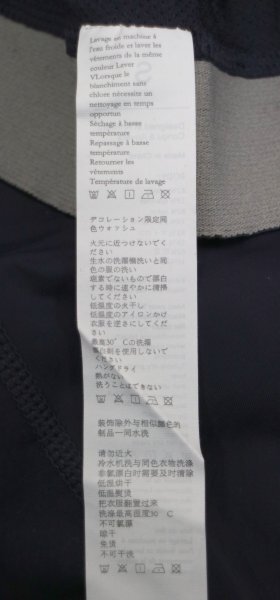 Lavage en machine à
l'eau froide et laver les
vêtements de la même
couleur Lever
VLorsque le
blanchiment sans
chlore nécessite un
nettoyage en temps
opportun
Séchage à basse
température
Repassage à basse
température
Retourner les
vêtements
Température de lavage
デコレーション限定同
色ウォッシュ
火元に近つけないでく
ださい
生水の洗濯機洗いと同
色の服の洗い
塩素でないもので漂白
する時に速やかに清掃
してください
低温度の火干し
低温度のアイロンかけ
衣服を逆さにしてくだ
さい
最高30°Cの洗濯
蛋白剤を使用しないで
ください
ハングドライ
熱がない
洗うことはできない
装饰除外与相似颜色的
制品一同水洗
请勿近火
冷水机洗与同色衣物洗涤
非氯漂白时需要及时清除
低温烘干
低温熨烫
把衣服翻置过来
洗涤最高温度30 C
不可氯漂
晾干
免烫
不可干洗